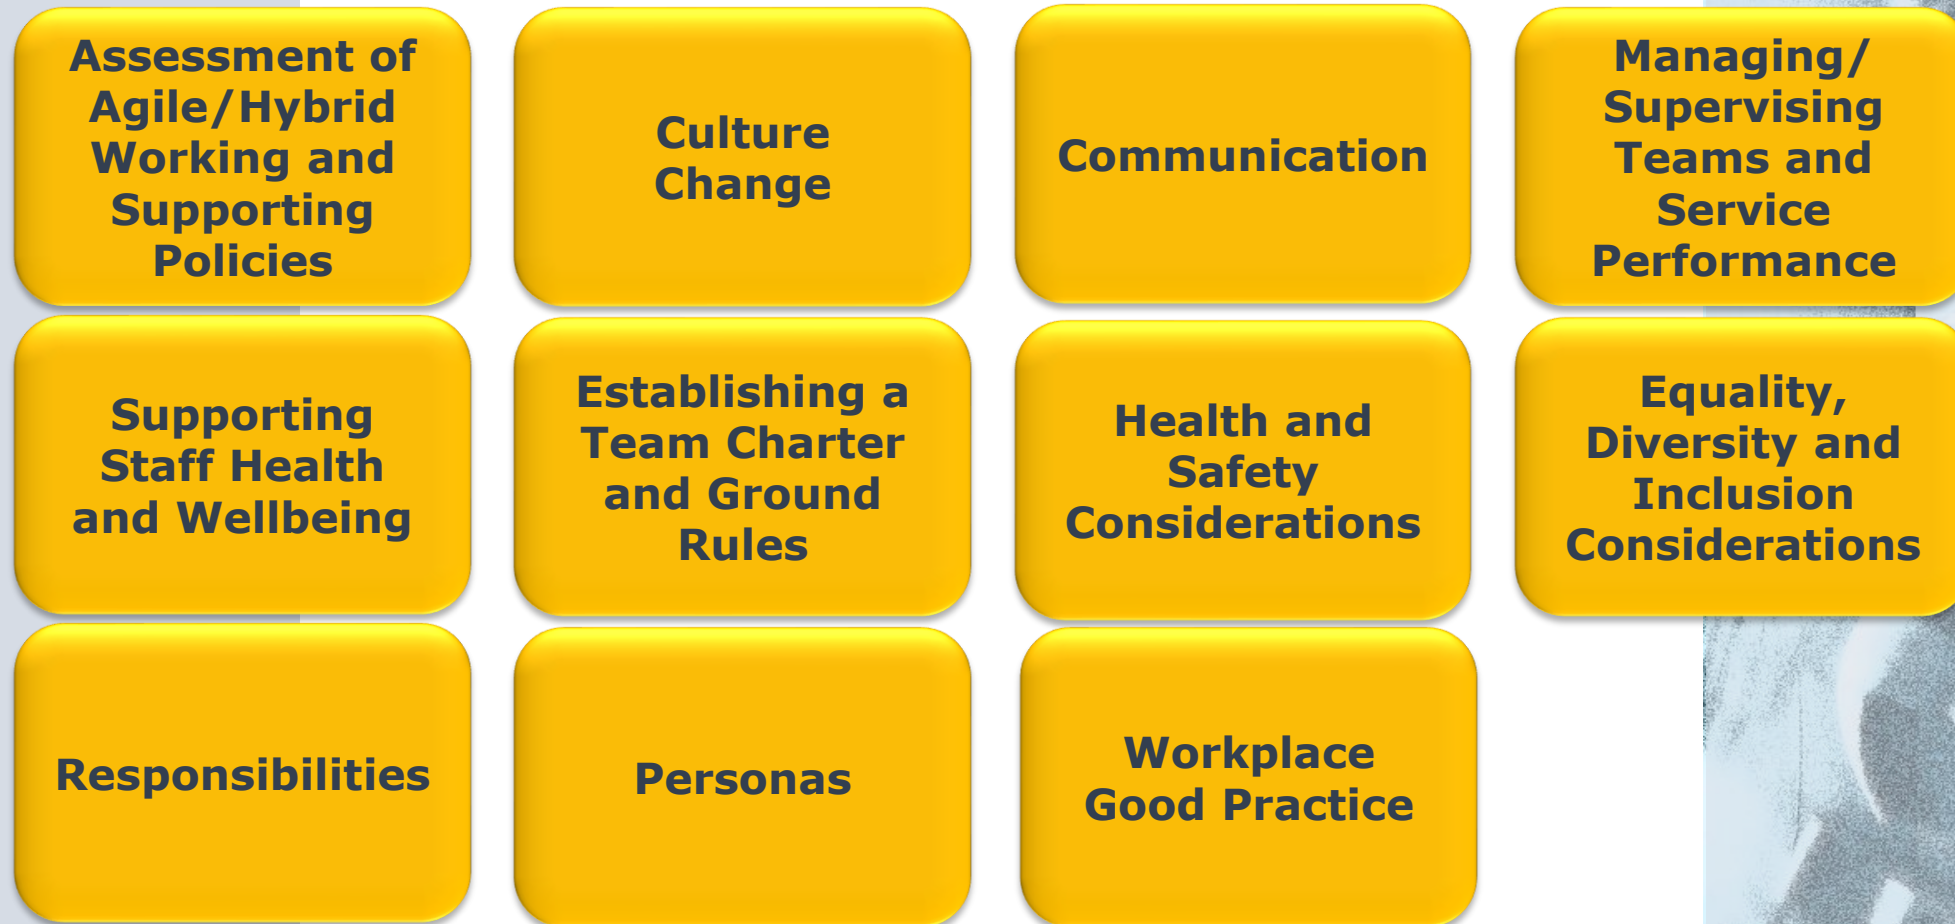 Assessment of
Agile/Hybrid
Working and
Supporting
Policies
Culture
Change
Communication
Managing/
Supervising
Teams and
Service
Performance
Supporting
Staff Health
and Wellbeing
Establishing a
Team Charter
and Ground
Rules
Health and
Safety
Considerations
Equality,
Diversity and
Inclusion
Considerations
Responsibilities
Personas
Workplace
Good Practice